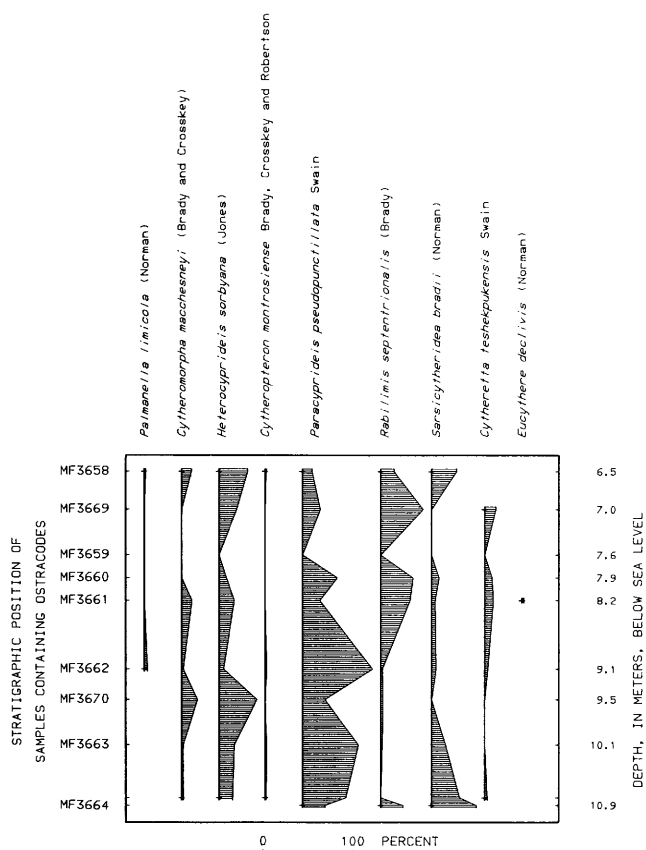 Palmanella limicola (Norman)
Cytheromorpha macchesneyi (Brady and Crosskey)
Heterocyprideis sorbyana (Jones)
Cytheropteron montrosiense Brady, Crosskey and Robertson
Paracyprideis pseudopunctillata Swain
Rabilimis septentrionalis (Brady)
Sarsicytheridea bradii (Norman)
Cytheretta teshekpukensis Swain
Eucythere declivis (Norman)
STRATIGRAPHIC POSITION OF
SAMPLES CONTAINING OSTRACODES
MF3658
MF3669
MF3659
MF3660
MF3661
MF3662
MF3670
MF3663
MF3664
6.5
7.0
7.6
7.9
8.2
9.1
9.5
10.1
10.9
DEPTH, IN METERS, BELOW SEA LEVEL
0 100 PERCENT